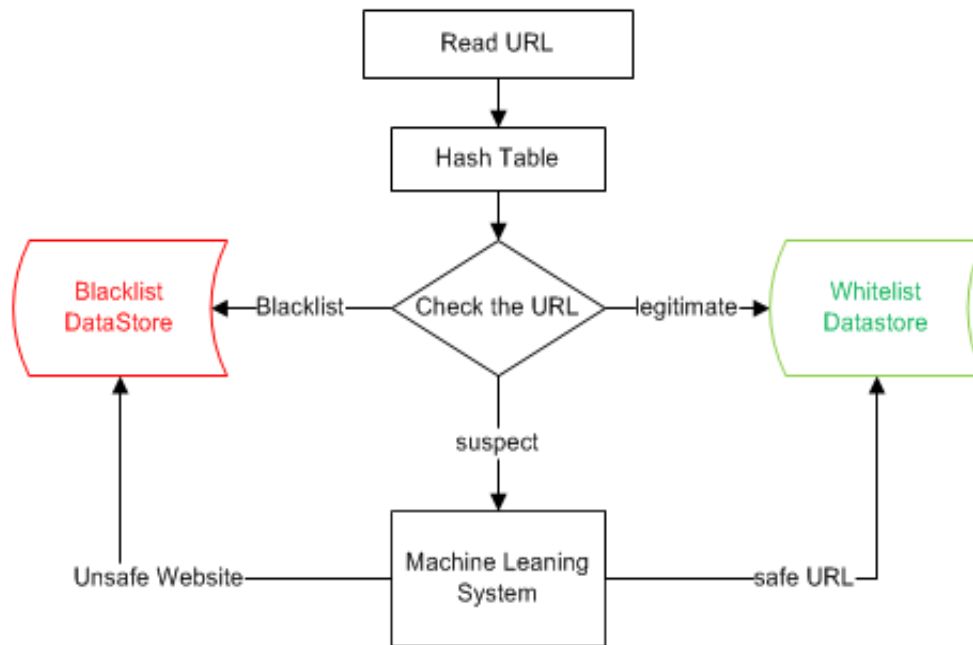 Read URL
Hash Table
Blacklist
DataStore
Blacklist
Check the URL
legitimate
Whitelist
Datastore
suspect
Unsafe Website
Machine Leaning
System
safe URL